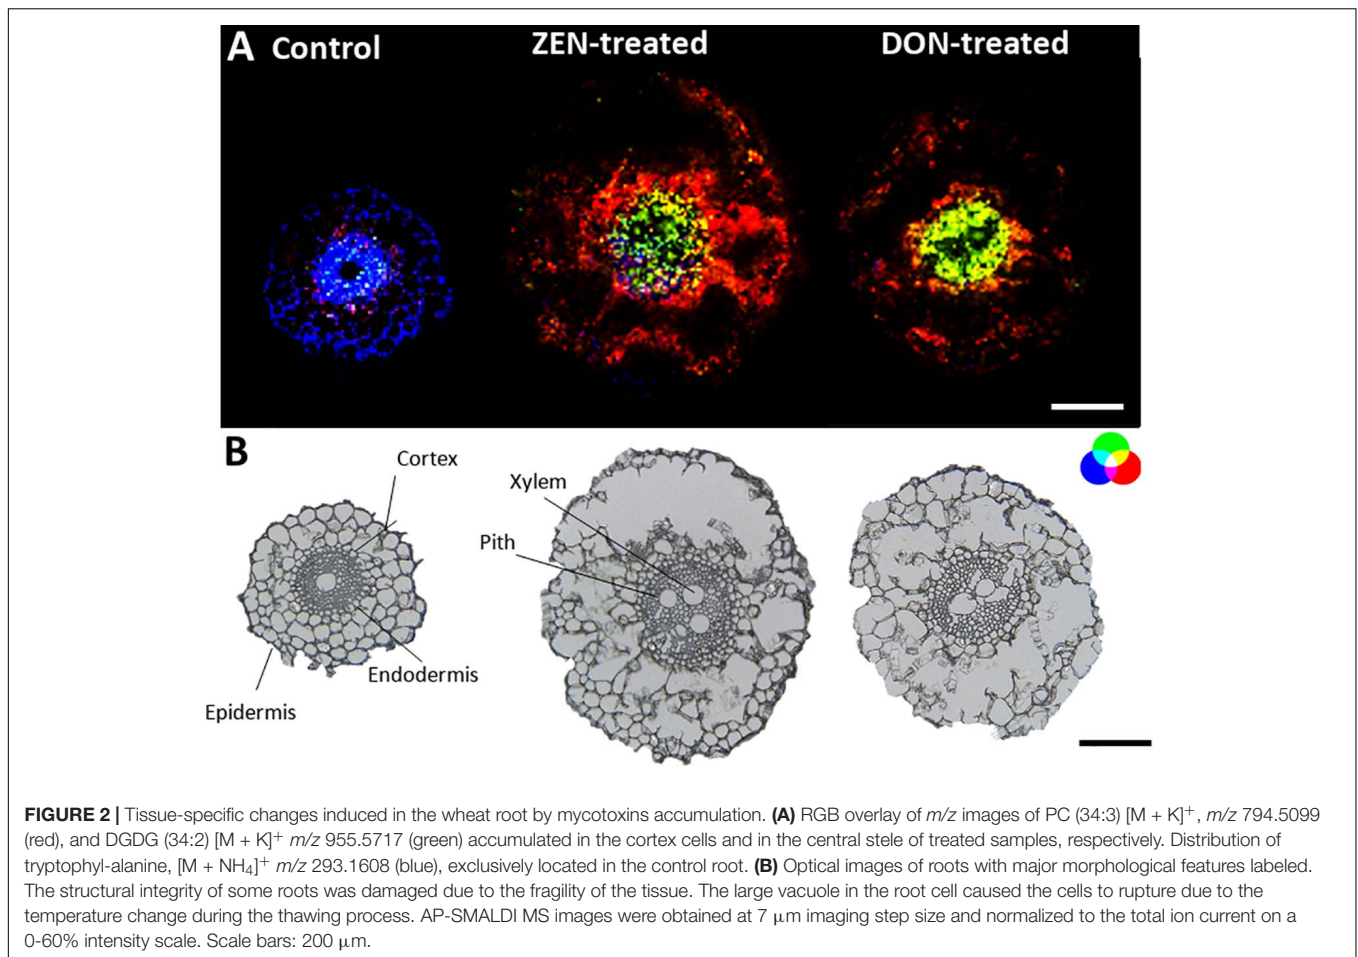 A Control ZEN-treated DON-treated
B
Cortex
Xylem
Pith
Endodermis
Epidermis
FIGURE 2 | Tissue-specific changes induced in the wheat root by mycotoxins accumulation. (A) RGB overlay of m/z images of PC (34:3) [M + K]+, m/z 794.5099
(red), and DGDG (34:2) [M + K]+ m/z 955.5717 (green) accumulated in the cortex cells and in the central stele of treated samples, respectively. Distribution of
tryptophyl-alanine, [M + NH4]+ m/z 293.1608 (blue), exclusively located in the control root. (B) Optical images of roots with major morphological features labeled.
The structural integrity of some roots was damaged due to the fragility of the tissue. The large vacuole in the root cell caused the cells to rupture due to the
temperature change during the thawing process. AP-SMALDI MS images were obtained at 7 μm imaging step size and normalized to the total ion current on a
0-60% intensity scale. Scale bars: 200 μm.